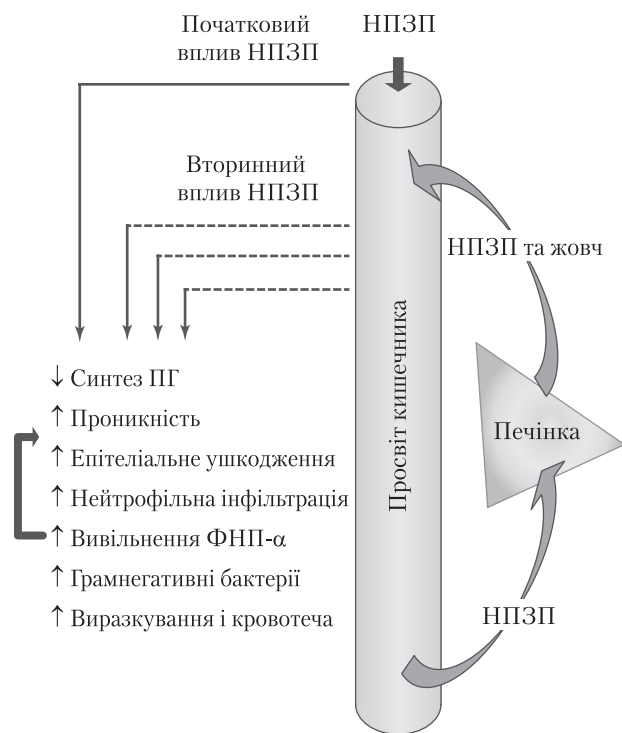 Початковий
вплив НПЗП
НПЗП
Вторинний
вплив НПЗП
НПЗП та жовч
Просвіт кишечника
Печінка
НПЗП
↓ Синтез ПГ
↑ Проникність
↑ Епітеліальне ушкодження
↑ Нейтрофільна інфільтрація
↑ Вивільнення ФНП-α
↑ Грамнегативні бактерії
↑ Виразкування і кровотеча